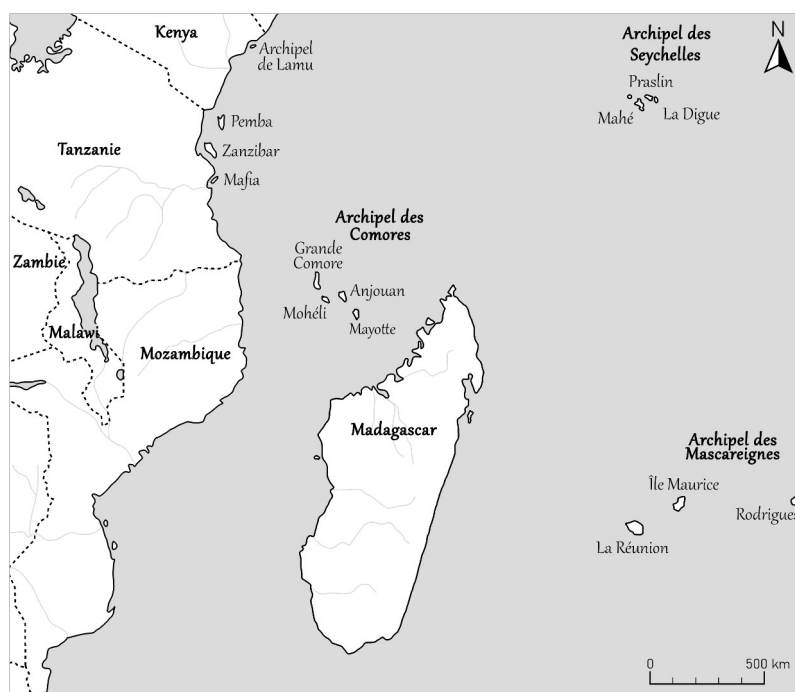 Kenya
Archipel
de Lamu
Archipel des
Seychelles
N
Praslin
Mahé
La Digue
Pemba
Zanzibar
Mafia
Tanzanie
Archipel des
Comores
Grande
Comore
Anjouan
Mohéli
Mayotte
Zambie
Malawi
Mozambique
Madagascar
Archipel des
Mascareignes
Île Maurice
Rodrigues
La Réunion
0 500 km